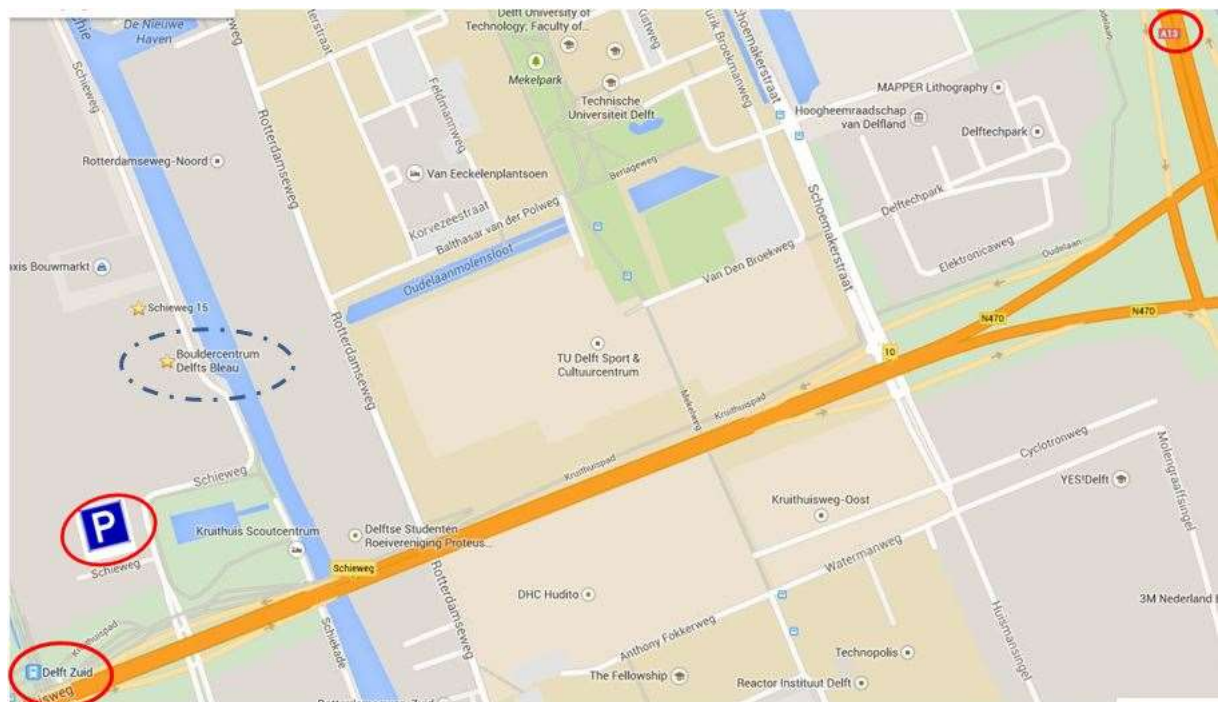 De Nieuwe
Haven
Schieweg
Rotterdamseweg
Delft University of
Technology, Faculty of...
Mekelpark
Technische
Universiteit Delft
Feldmannweg
Schoemakerstraat
Oudelaan
A13
MAPPER Lithography
Hoogheemraadschap
van Delfland
Delftechpark
Rotterdamseweg-Noord
Van Eeckelenplantsoen
Berlageweg
Korvezeestraat
Balthasar van der Polweg
Oudelaanmolensloot
Schoemakerstraat
Delftechpark
Elektronicaweg
Oudelaan
Van Den Broekweg
Bouwmarkt
Schieweg 15
Bouldercentrum
Delfts Bleau
Rotterdamseweg
N470
N470
10
TU Delft Sport &
Cultuurcentrum
Mekelweg
Kruithuispad
Kruithuispad
Cyclotronweg
Molengraaffsingel
YES!Delft
Schieweg
P
Kruithuis Scoutcentrum
Delftse Studenten
Roeivereniging Proteus...
Kruithuisweg-Oost
Schieweg
Schieweg
Watermanweg
Rotterdamseweg
DHC Hudito
3M Nederland
Huismansingel
Kruithuispad
Schiekade
Anthony Fokkerweg
Technopolis
Delft Zuid
The Fellowship
Reactor Instituut Delft